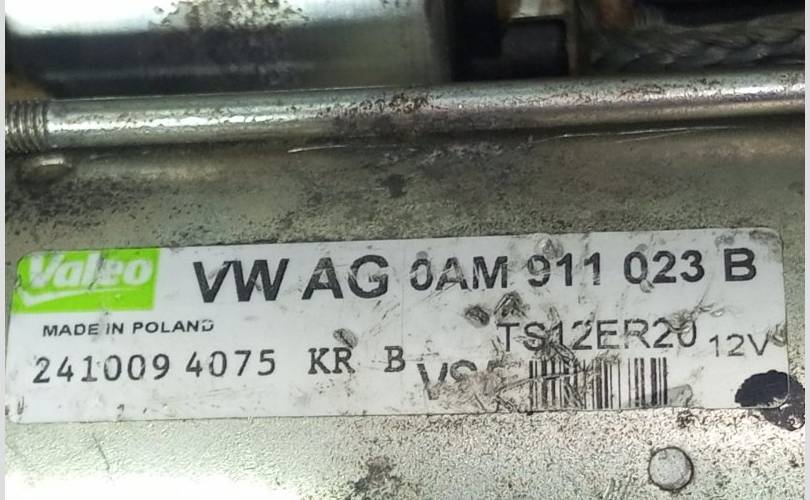 Valeo VW AG 0AM 911 023 B
MADE IN POLAND
TS12ER20 12V
241009 4075 KR B